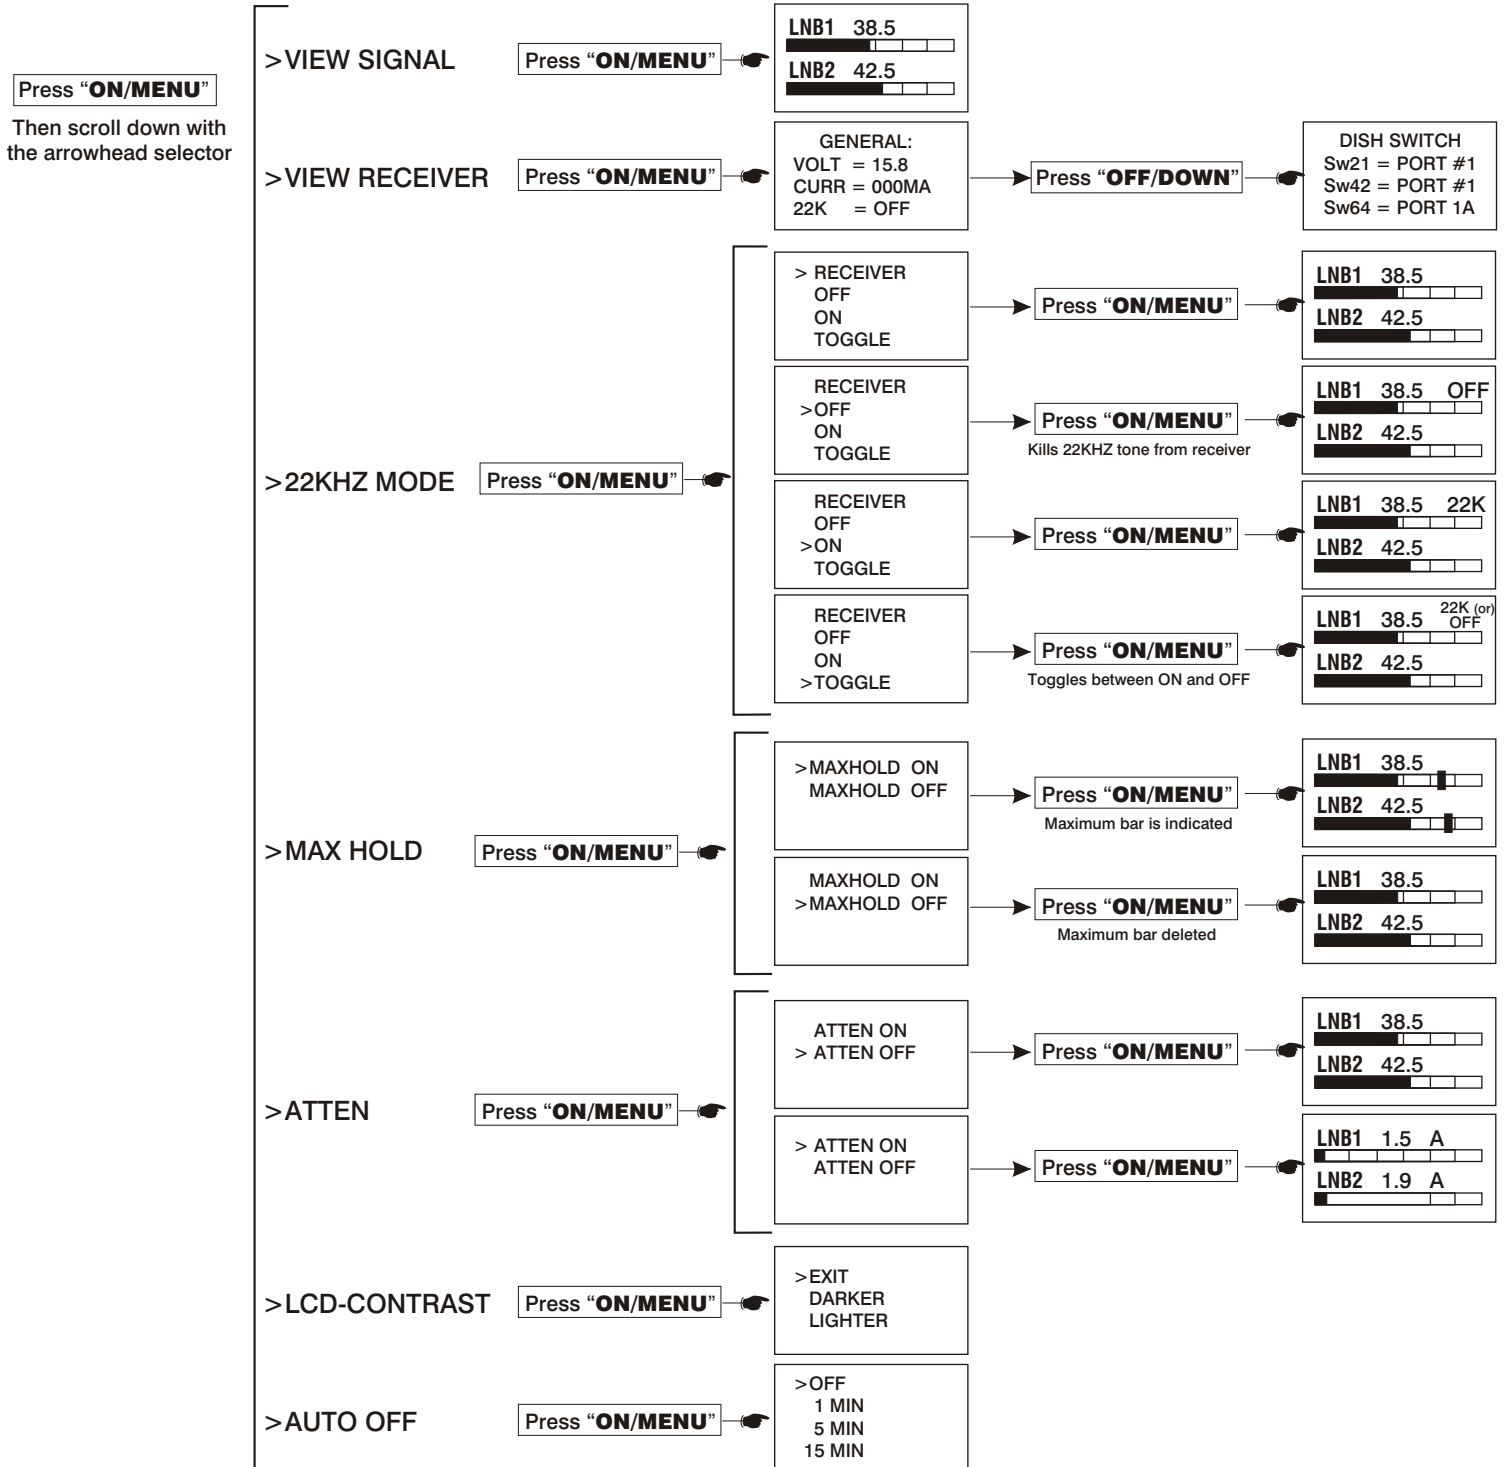 Press “ON/MENU”
Then scroll down with
the arrowhead selector
>VIEW SIGNAL
Press “ON/MENU”
LNB1 38.5
LNB2 42.5
>VIEW RECEIVER
Press “ON/MENU”
GENERAL:
VOLT = 15.8
CURR = 000MA
22K = OFF
Press “OFF/DOWN”
DISH SWITCH
Sw21 = PORT #1
Sw42 = PORT #1
Sw64 = PORT 1A
>22KHZ MODE
Press “ON/MENU”
> RECEIVER
OFF
ON
TOGGLE
Press “ON/MENU”
LNB1 38.5
LNB2 42.5
RECEIVER
>OFF
ON
TOGGLE
Press “ON/MENU”
Kills 22KHZ tone from receiver
LNB1 38.5 OFF
LNB2 42.5
RECEIVER
OFF
>ON
TOGGLE
Press “ON/MENU”
LNB1 38.5 22K
LNB2 42.5
RECEIVER
OFF
ON
>TOGGLE
Press “ON/MENU”
Toggles between ON and OFF
LNB1 38.5 22K (or)
OFF
LNB2 42.5
>MAX HOLD
Press “ON/MENU”
>MAXHOLD ON
MAXHOLD OFF
Press “ON/MENU”
Maximum bar is indicated
LNB1 38.5
LNB2 42.5
MAXHOLD ON
>MAXHOLD OFF
Press “ON/MENU”
Maximum bar deleted
LNB1 38.5
LNB2 42.5
>ATTEN
Press “ON/MENU”
ATTEN ON
> ATTEN OFF
Press “ON/MENU”
LNB1 38.5
LNB2 42.5
> ATTEN ON
ATTEN OFF
Press “ON/MENU”
LNB1 1.5 A
LNB2 1.9 A
>LCD-CONTRAST
Press “ON/MENU”
>EXIT
DARKER
LIGHTER
>AUTO OFF
Press “ON/MENU”
>OFF
1 MIN
5 MIN
15 MIN